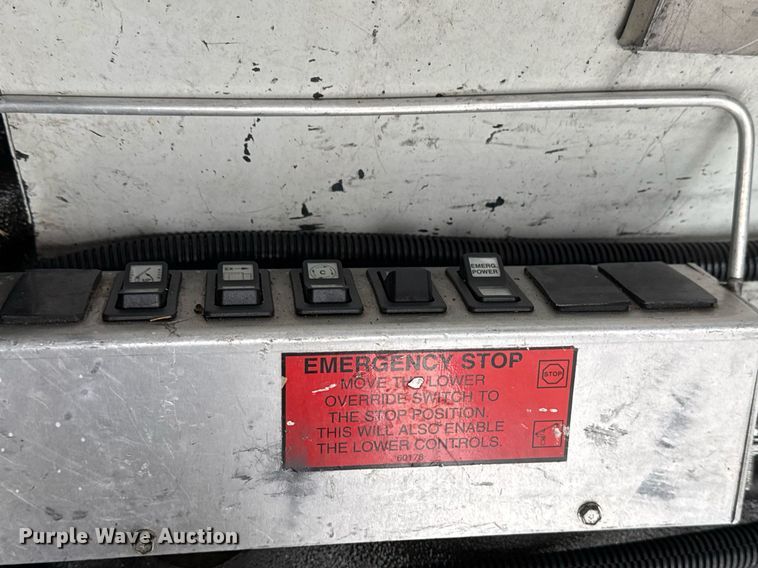 EMERG.
POWER
EX
C
EMERGENCY STOP
MOVE THE LOWER
OVERRIDE SWITCH TO
THE STOP POSITION.
THIS WILL ALSO ENABLE
THE LOWER CONTROLS.
60178
STOP
Purple Wave Auction